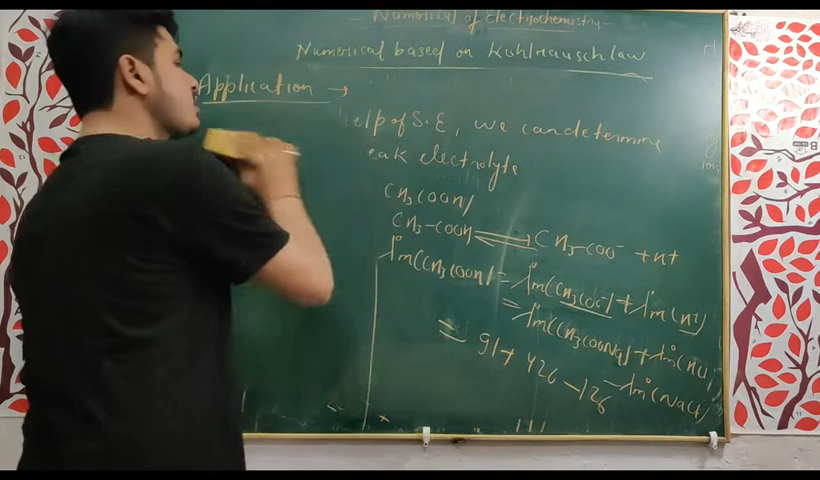 - Numerical of Electrochemistry -
Numerical based on Kohlrausch law
Application →
help of S.E, we can determine
eak electrolyte
CH3COOH
CH3-COOH ⇌ CH3-COO⁻ + H⁺
λ°m(CH3COOH) = λ°m(CH3COO⁻) + λ°m(H⁺)
= λ°m(CH3COONa) + λ°m(HCl)
- λ°m(NaCl)
= 91 + 426 - 126